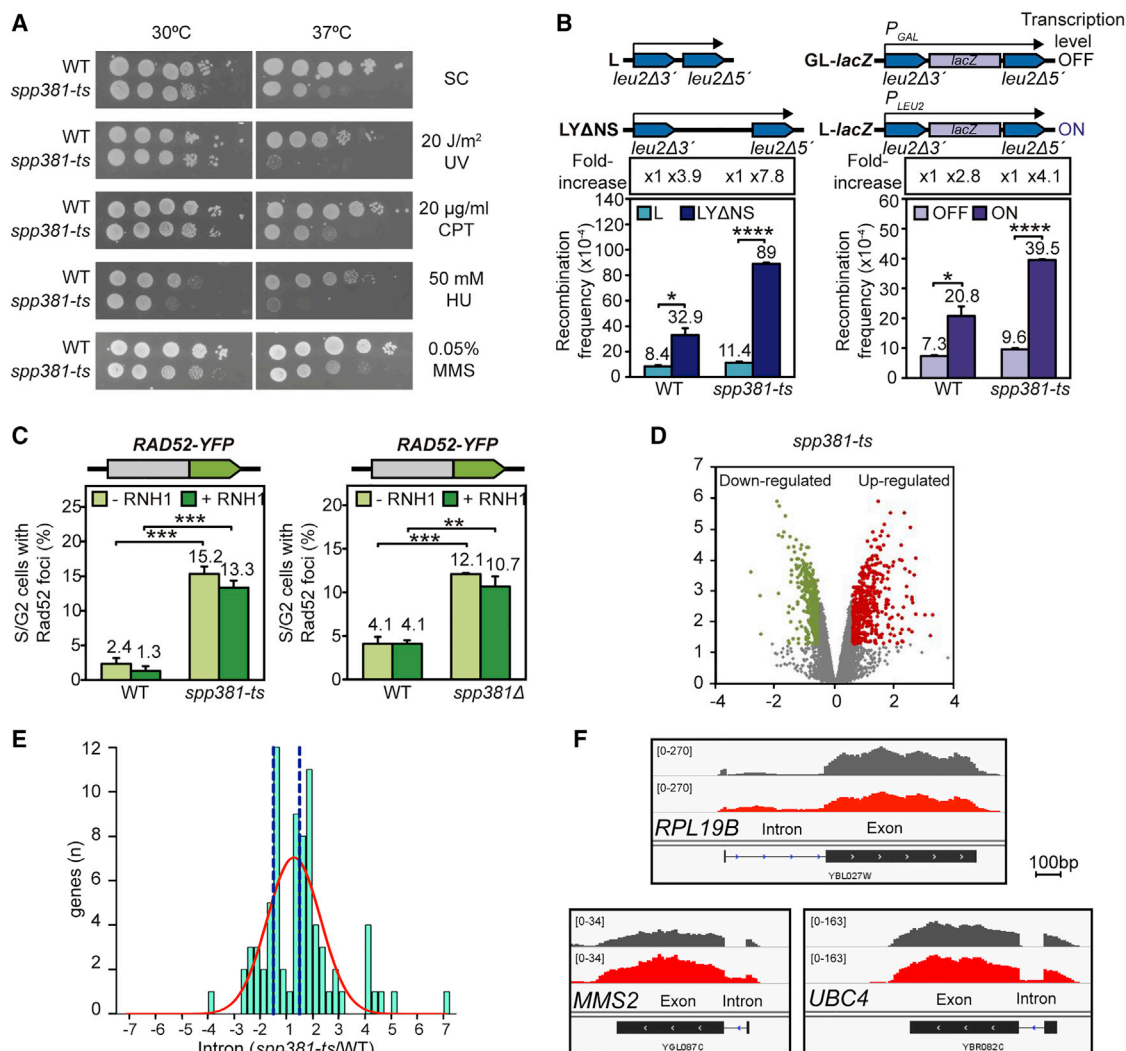 A
30ºC 37ºC
WT
spp381-ts
SC
WT
spp381-ts
20 J/m²
UV
WT
spp381-ts
20 µg/ml
CPT
WT
spp381-ts
50 mM
HU
WT
spp381-ts
0.05%
MMS
B
L
leu2Δ3´ leu2Δ5´
LYΔNS
leu2Δ3´ leu2Δ5´
Fold-
increase
x1 x3.9 x1 x7.8
L LYΔNS
Recombination
frequency (x10⁻⁴)
140
120
100
80
60
40
20
0
8.4
*
32.9
11.4
****
89
WT spp381-ts
Transcription
level
P GAL
GL-lacZ
lacZ
OFF
leu2Δ3´ leu2Δ5´
P LEU2
L-lacZ
lacZ
ON
leu2Δ3´ leu2Δ5´
Fold-
increase
x1 x2.8 x1 x4.1
OFF ON
Recombination
frequency (x10⁻⁴)
60
50
40
30
20
10
0
7.3
*
20.8
9.6
****
39.5
WT spp381-ts
C
RAD52-YFP
- RNH1 + RNH1
S/G2 cells with
Rad52 foci (%)
25
20
15
10
5
0
***
***
2.4
1.3
15.2
13.3
WT spp381-ts
RAD52-YFP
- RNH1 + RNH1
S/G2 cells with
Rad52 foci (%)
20
15
10
5
0
**
***
4.1
4.1
12.1
10.7
WT spp381Δ
D
spp381-ts
Down-regulated Up-regulated
7
6
5
4
3
2
1
0
-4 -2 0 2 4
E
genes (n)
12
10
8
6
4
2
0
-7 -6 -4 -2 1 2 4 6 7
Intron (spp381-ts/WT)
F
[0-270]
[0-270]
RPL19B Intron Exon
YBL027W
100bp
[0-34]
[0-34]
MMS2 Exon Intron
YGL087C
[0-163]
[0-163]
UBC4 Exon Intron
YBR082C